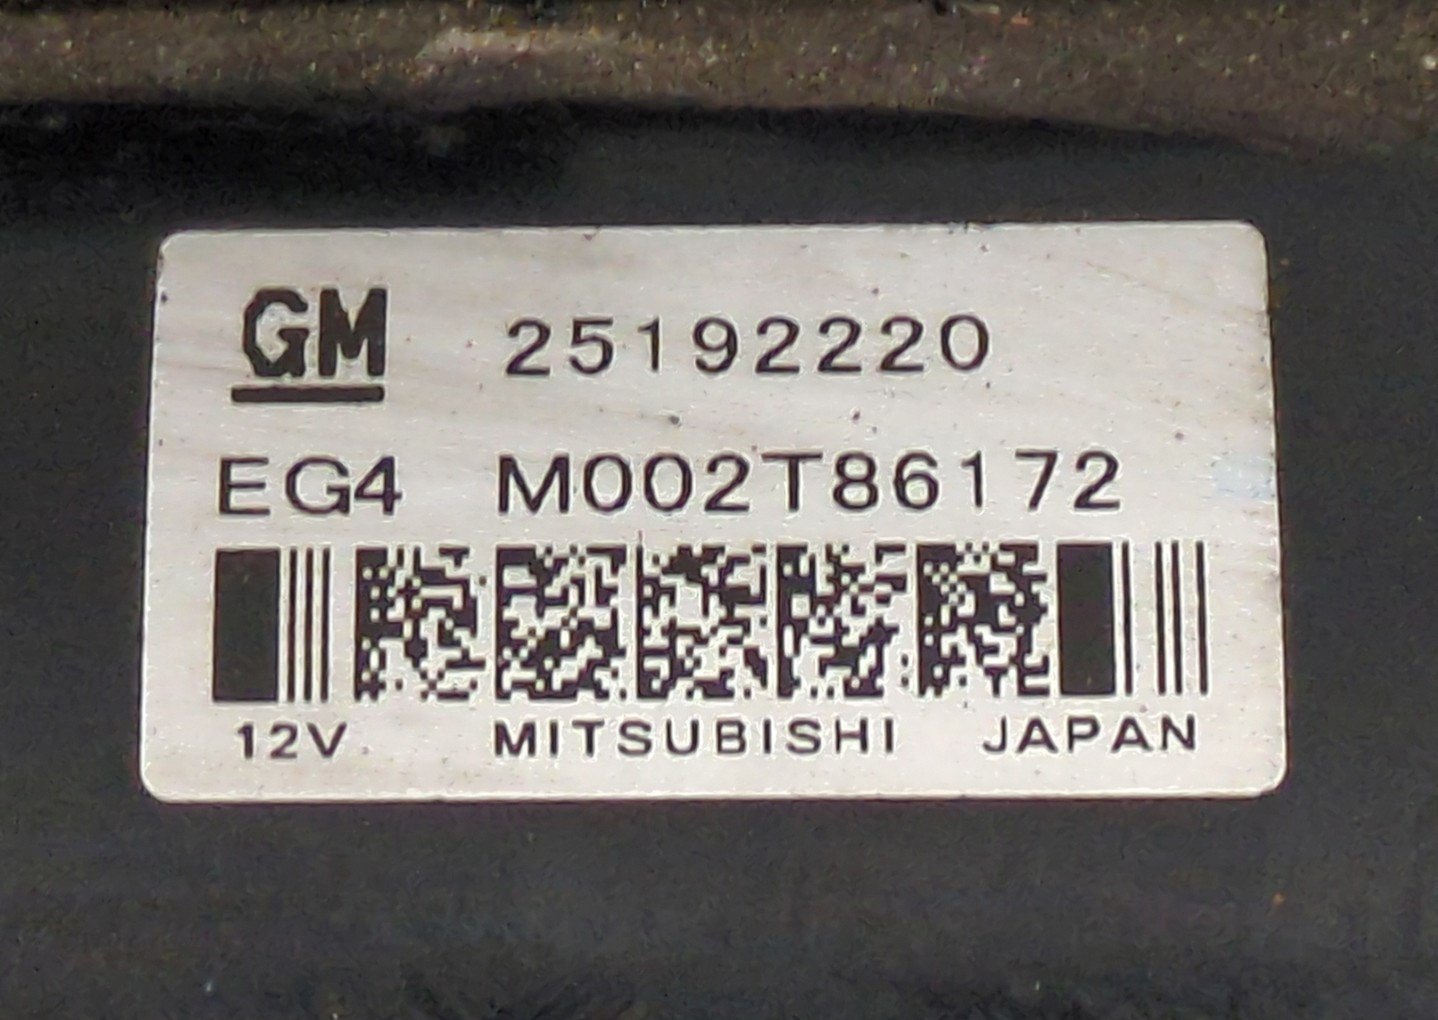 GM 25192220
EG4 M002T86172
12V MITSUBISHI JAPAN